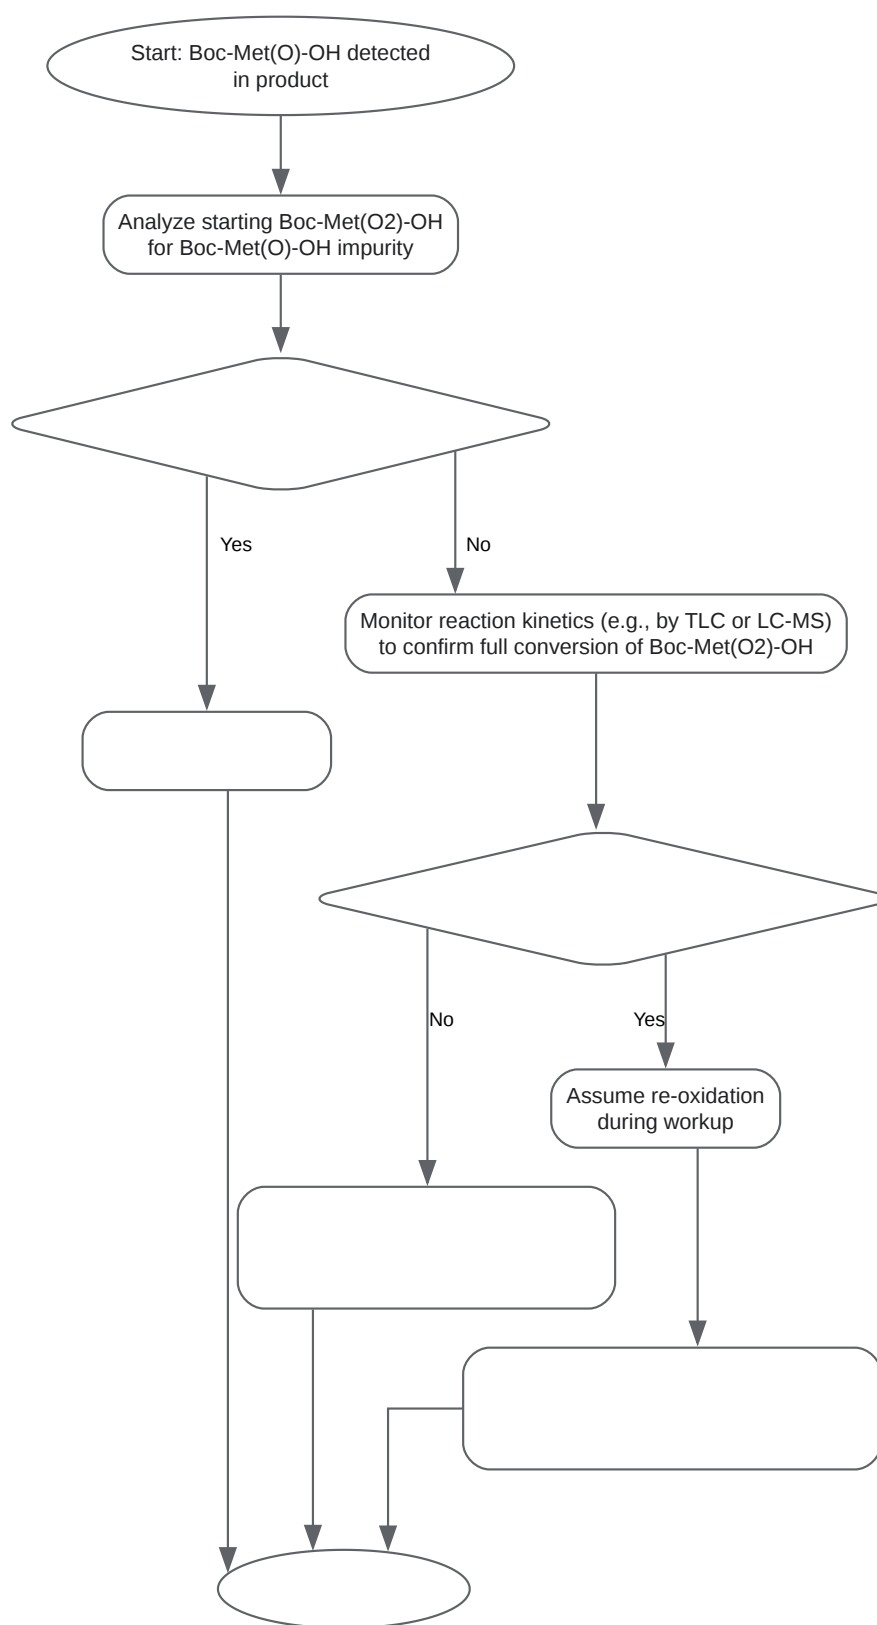 Start: Boc-Met(O)-OH detected
in product
Analyze starting Boc-Met(O2)-OH
for Boc-Met(O)-OH impurity
Yes
No
Monitor reaction kinetics (e.g., by TLC or LC-MS)
to confirm full conversion of Boc-Met(O2)-OH
No
Yes
Assume re-oxidation
during workup